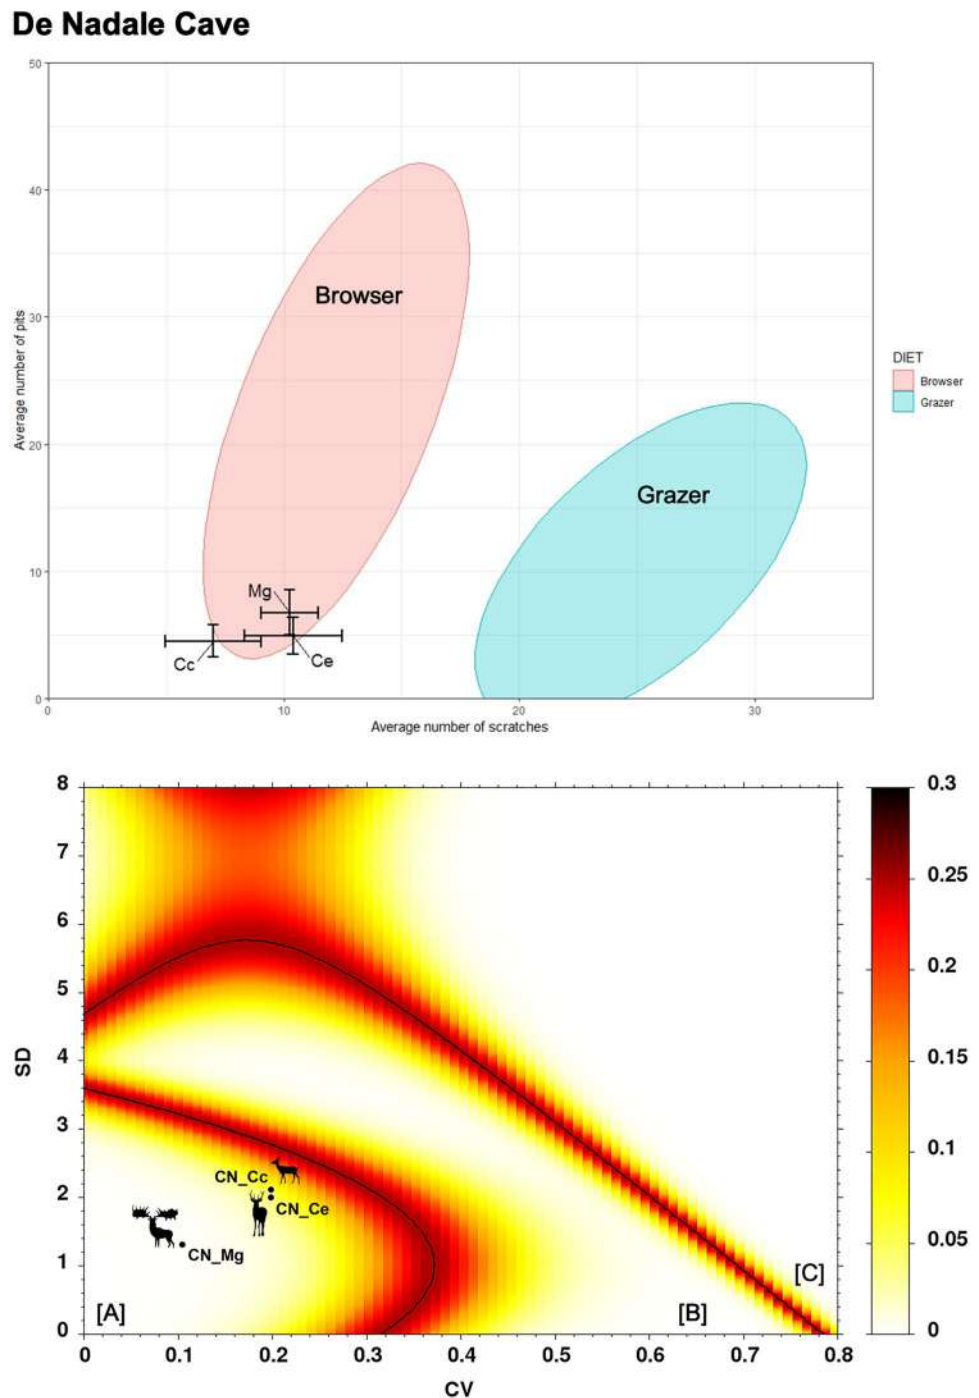 De Nadale Cave
50
40
30
20
10
0
Average number of pits
Browser
Grazer
Mg
Cc
Ce
0
10
20
30
Average number of scratches
DIET
Browser
Grazer
8
7
6
5
4
3
2
1
0
SD
CN_Cc
CN_Ce
CN_Mg
[A]
[B]
[C]
0
0.1
0.2
0.3
0.4
0.5
0.6
0.7
0.8
CV
0.3
0.25
0.2
0.15
0.1
0.05
0